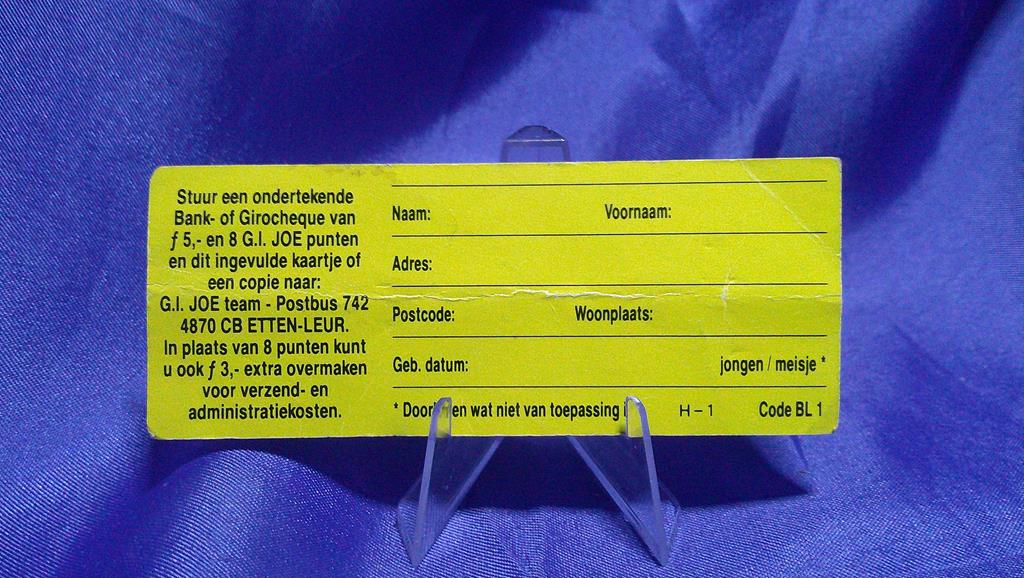 Stuur een ondertekende
Bank- of Girocheque van
ƒ 5,- en 8 G.I. JOE punten
en dit ingevulde kaartje of
een copie naar:
G.I. JOE team - Postbus 742
4870 CB ETTEN-LEUR.
In plaats van 8 punten kunt
u ook ƒ 3,- extra overmaken
voor verzend- en
administratiekosten.
Naam: Voornaam:
Adres:
Postcode: Woonplaats:
Geb. datum: jongen / meisje *
* wat niet van toepassing H – 1 Code BL 1